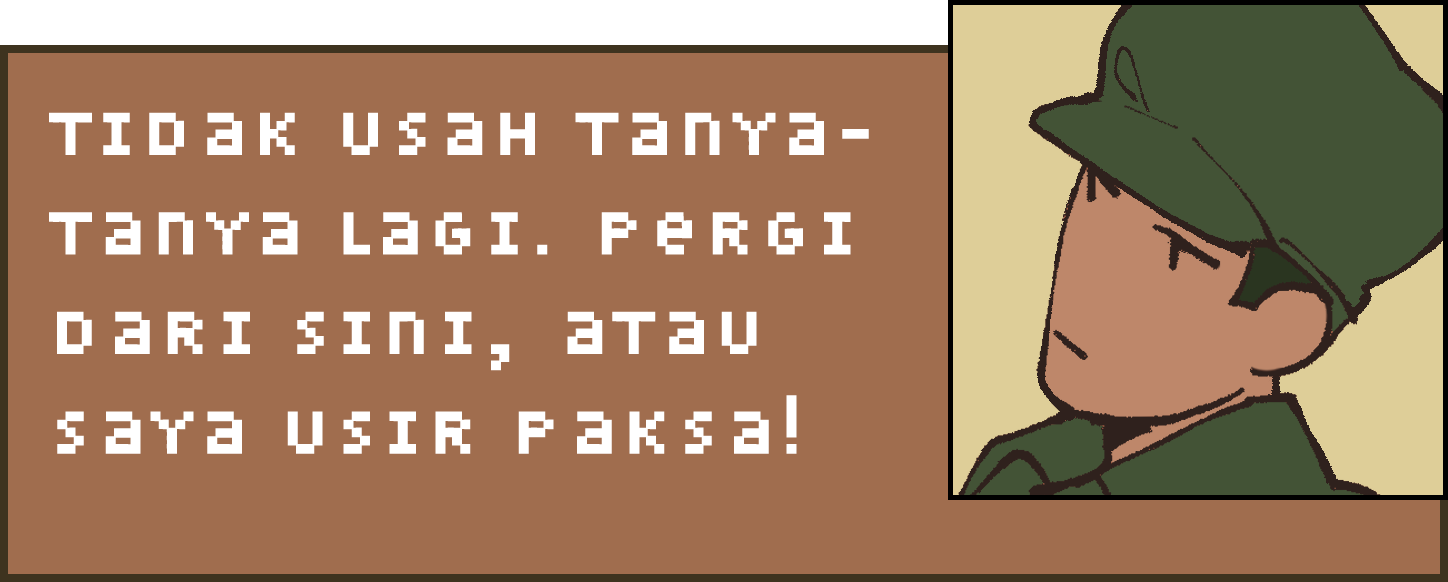 Tidak usah tanya-
tanya lagi. Pergi
dari sini, atau
saya usir paksa!